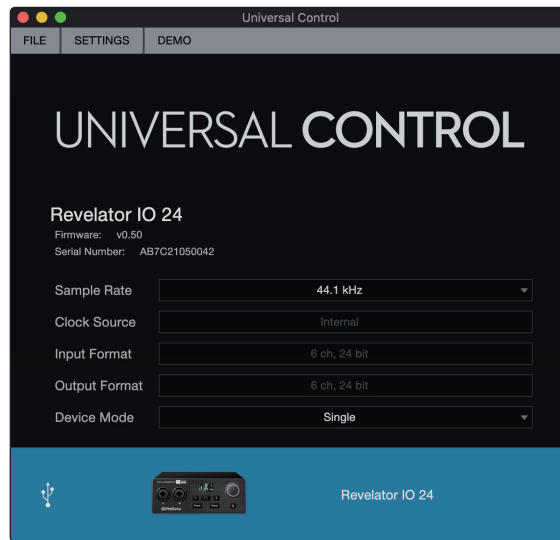 Universal Control
FILE SETTINGS DEMO
UNIVERSAL CONTROL
Revelator IO 24
Firmware: v0.50
Serial Number: AB7C21050042
Sample Rate 44.1 kHz
Clock Source Internal
Input Format 6 ch, 24 bit
Output Format 6 ch, 24 bit
Device Mode Single
Revelator IO 24
PreSonus